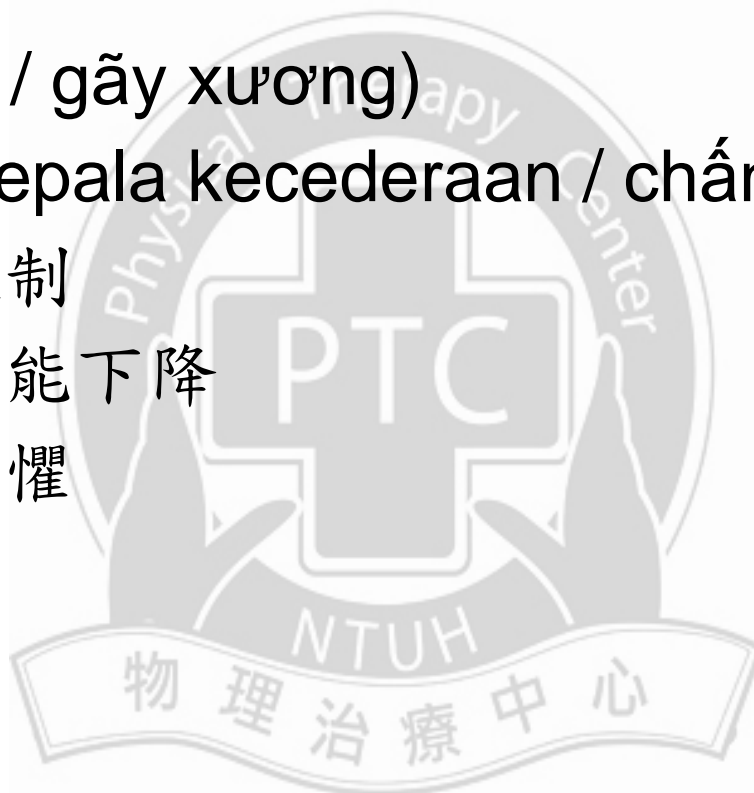 / gãy xương)
epala kecederaan / chấn
制
能下降
懼
Physical Therapy Center
PTC
NTUH
物理治療中心